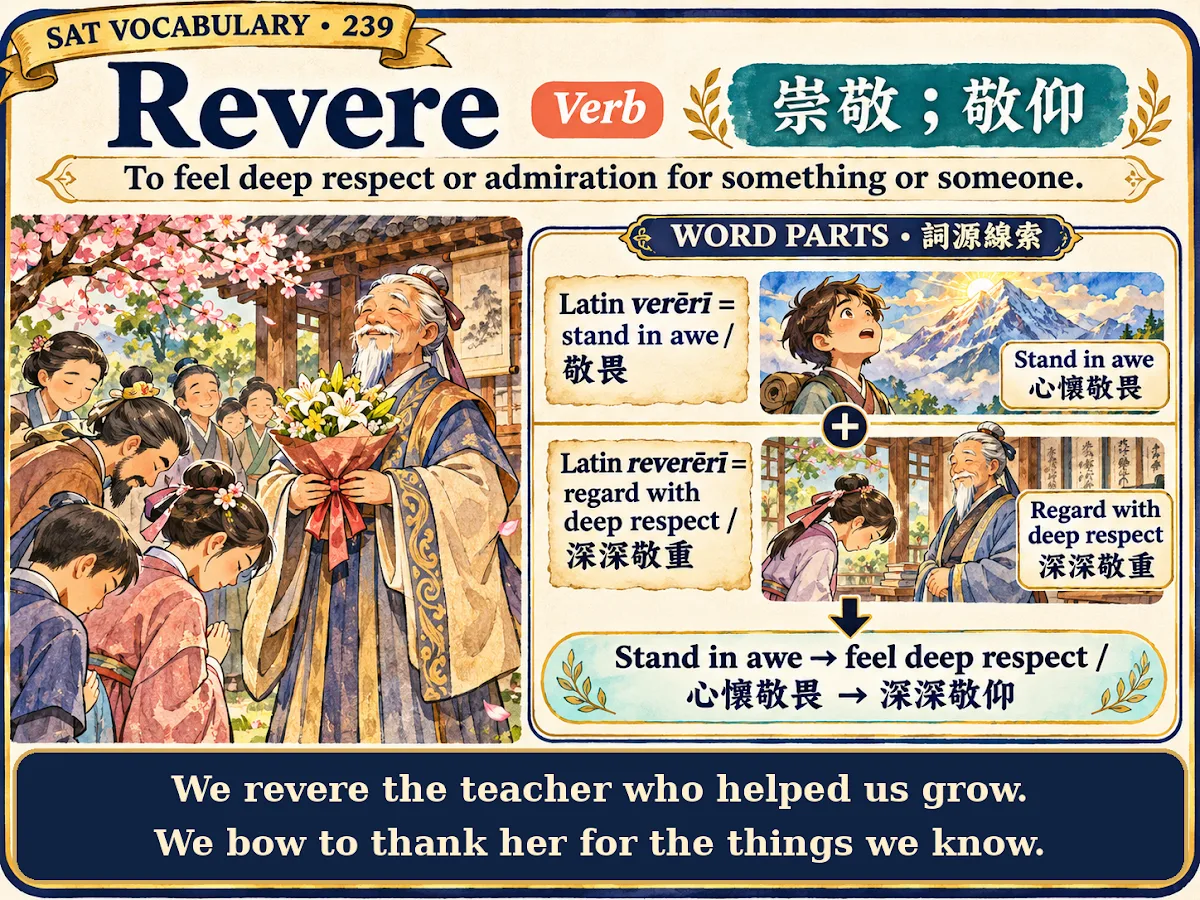 SAT VOCABULARY • 239
Revere
Verb
崇敬；敬仰
To feel deep respect or admiration for something or someone.
WORD PARTS • 詞源線索
Latin verērī =
stand in awe /
敬畏
Stand in awe
心懷敬畏
+
Latin reverērī =
regard with
deep respect /
深深敬重
Regard with
deep respect
深深敬重
Stand in awe → feel deep respect /
心懷敬畏 → 深深敬仰
We revere the teacher who helped us grow.
We bow to thank her for the things we know.